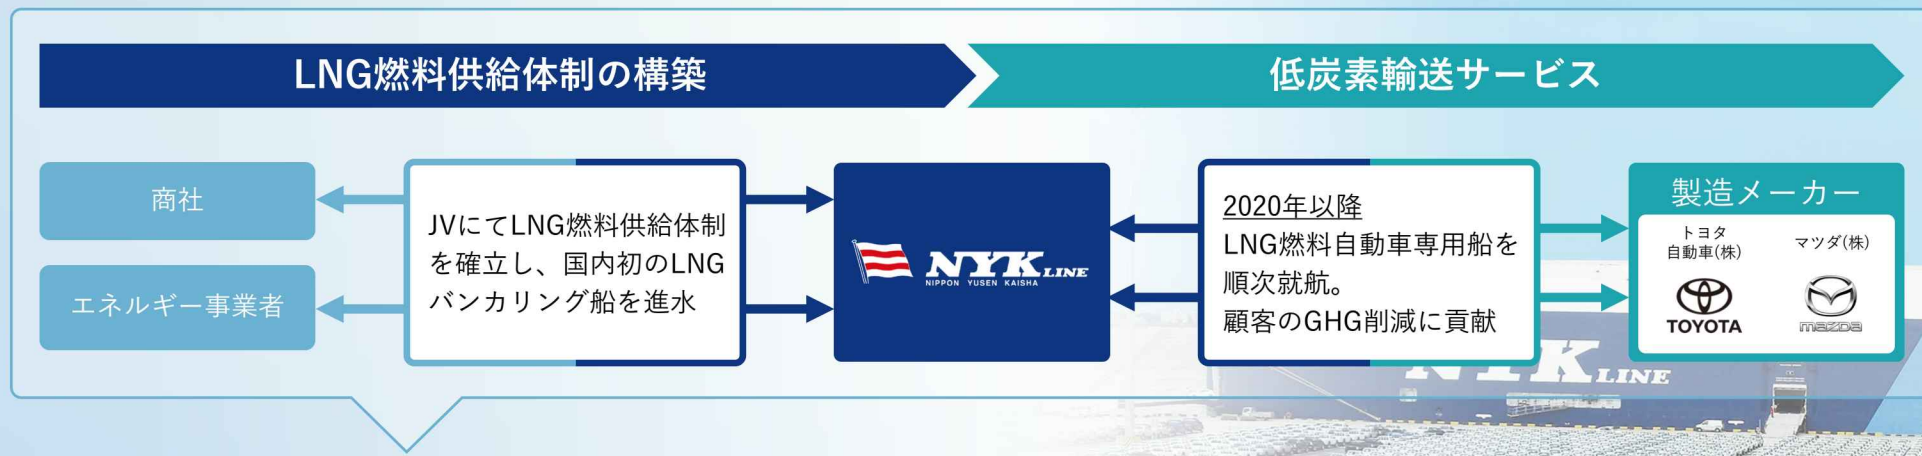 LNG燃料供給体制の構築
低炭素輸送サービス
商社
エネルギー事業者
JVにてLNG燃料供給体制
を確立し、国内初のLNG
バンカリング船を進水
NYK LINE
NIPPON YUSEN KAISHA
2020年以降
LNG燃料自動車専用船を
順次就航。
顧客のGHG削減に貢献
製造メーカー
トヨタ
自動車(株)
TOYOTA
マツダ(株)
mazda
NYK LINE